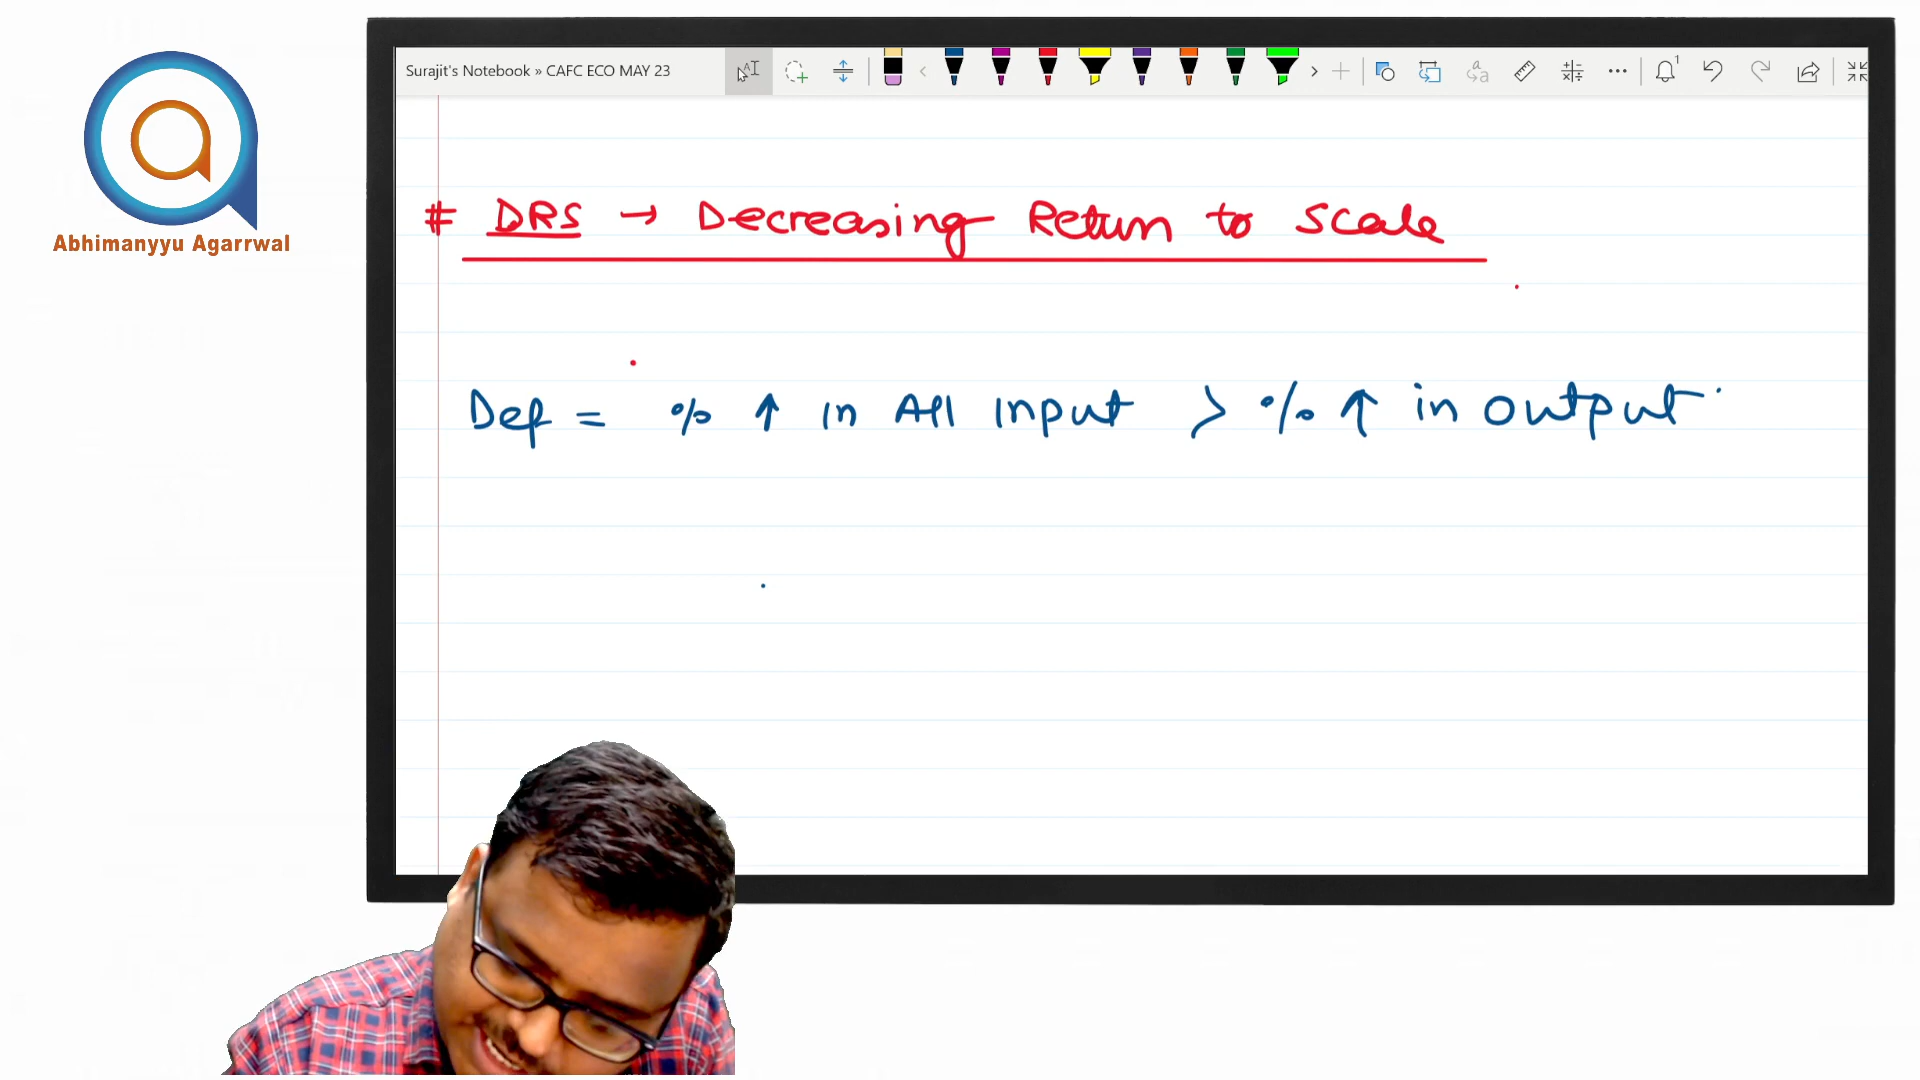 Abhimanyyu Agarrwal
Surajit's Notebook » CAFC ECO MAY 23
# DRS → Decreasing Return to Scale
Def = % ↑ in All Input > % ↑ in output